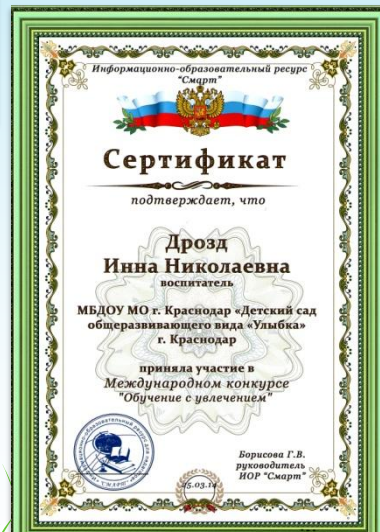 Информационно-образовательный ресурс
"Смарт"
Сертификат
подтверждает, что
Дрозд
Инна Николаевна
воспитатель
МБДОУ МО г. Краснодар «Детский сад
общеразвивающего вида «Улыбка»
г. Краснодар
приняла участие в
Международном конкурсе
"Обучение с увлечением"
Борисова Г.В.
руководитель
ИОР "Смарт"
"СМАРТ"